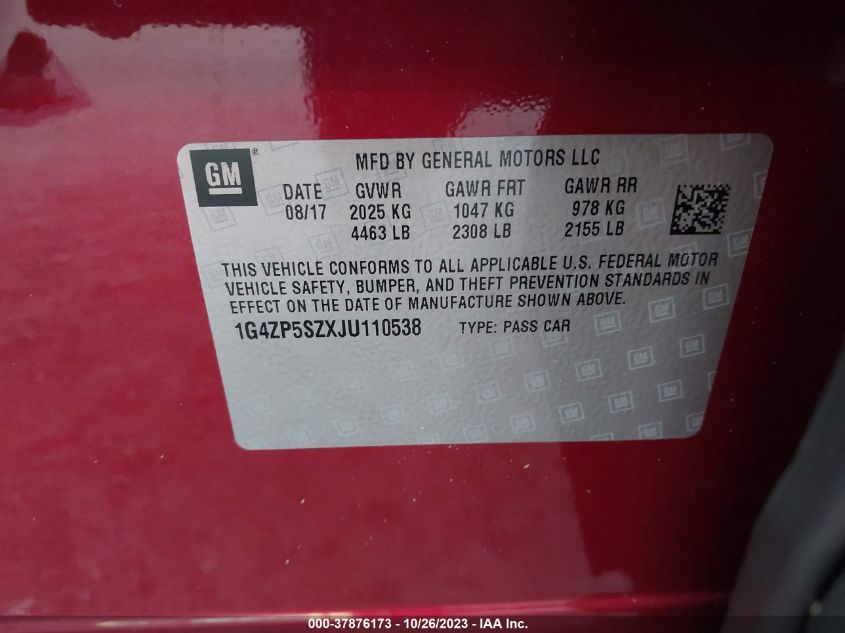 GM®
MFD BY GENERAL MOTORS LLC
DATE GVWR GAWR FRT GAWR RR
08/17 2025 KG 1047 KG 978 KG
4463 LB 2308 LB 2155 LB
THIS VEHICLE CONFORMS TO ALL APPLICABLE U.S. FEDERAL MOTOR
VEHICLE SAFETY, BUMPER, AND THEFT PREVENTION STANDARDS IN
EFFECT ON THE DATE OF MANUFACTURE SHOWN ABOVE.
1G4ZP5SZXJU110538 TYPE: PASS CAR
000-37876173 - 10/26/2023 - IAA Inc.